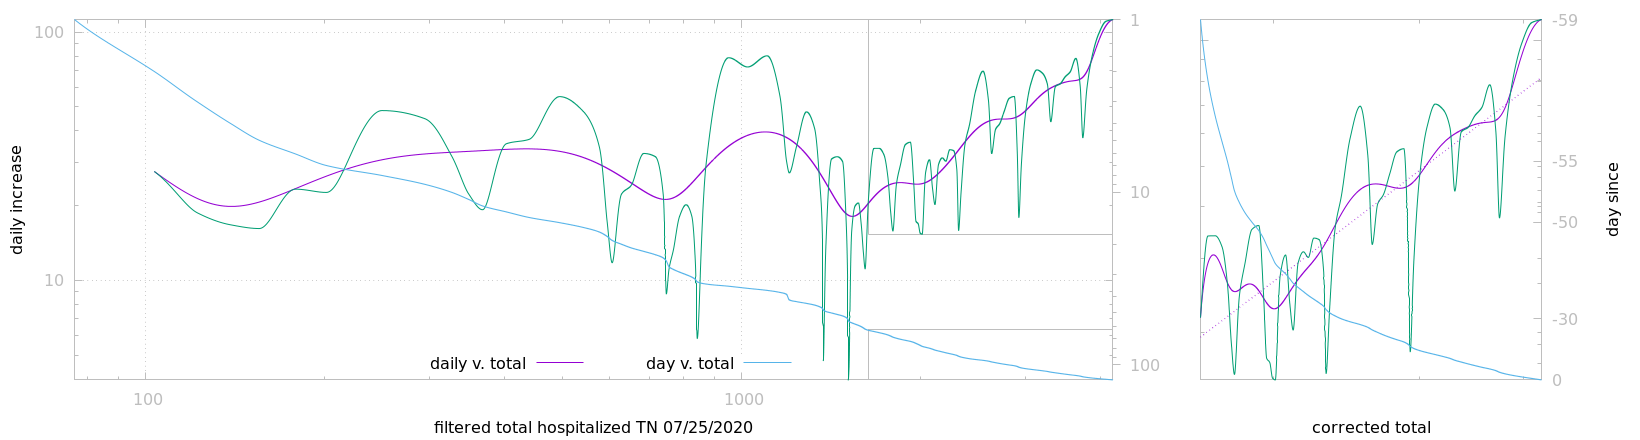 100
10
daily increase
daily v. total
day v. total
100
1000
filtered total hospitalized TN 07/25/2020
1
10
100
-59
-55
-50
-30
0
day since
corrected total